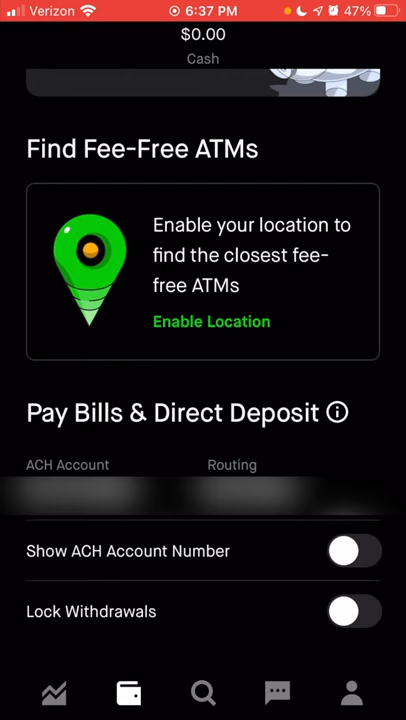 Verizon 6:37 PM 47%
$0.00
Cash
Find Fee-Free ATMs
Enable your location to
find the closest fee-
free ATMs
Enable Location
Pay Bills & Direct Deposit
ACH Account Routing
Show ACH Account Number
Lock Withdrawals